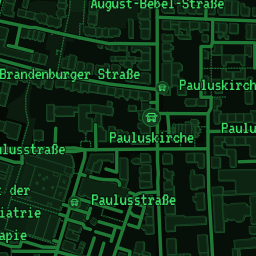 August-Bebel-Straße
Brandenburger Straße
Pauluskirch
Paulu
Pauluskirche
ulusstraße
t der
Paulusstraße
iatrie
apie